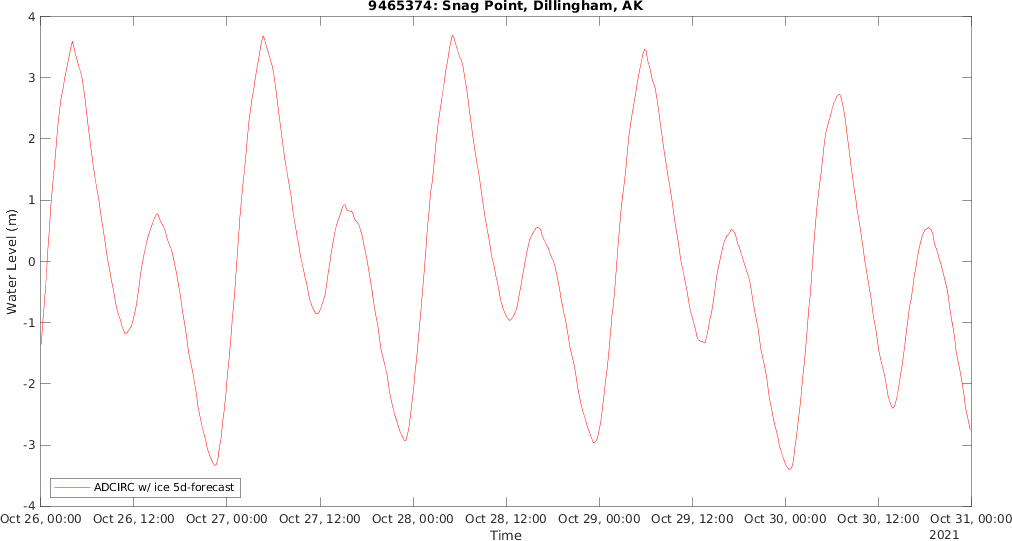 9465374: Snag Point, Dillingham, AK
4
3
2
1
0
-1
-2
-3
-4
Water Level (m)
ADCIRC w/ ice 5d-forecast
Oct 26, 00:00 Oct 26, 12:00 Oct 27, 00:00 Oct 27, 12:00 Oct 28, 00:00 Oct 28, 12:00 Oct 29, 00:00 Oct 29, 12:00 Oct 30, 00:00 Oct 30, 12:00 Oct 31, 00:00
Time
2021